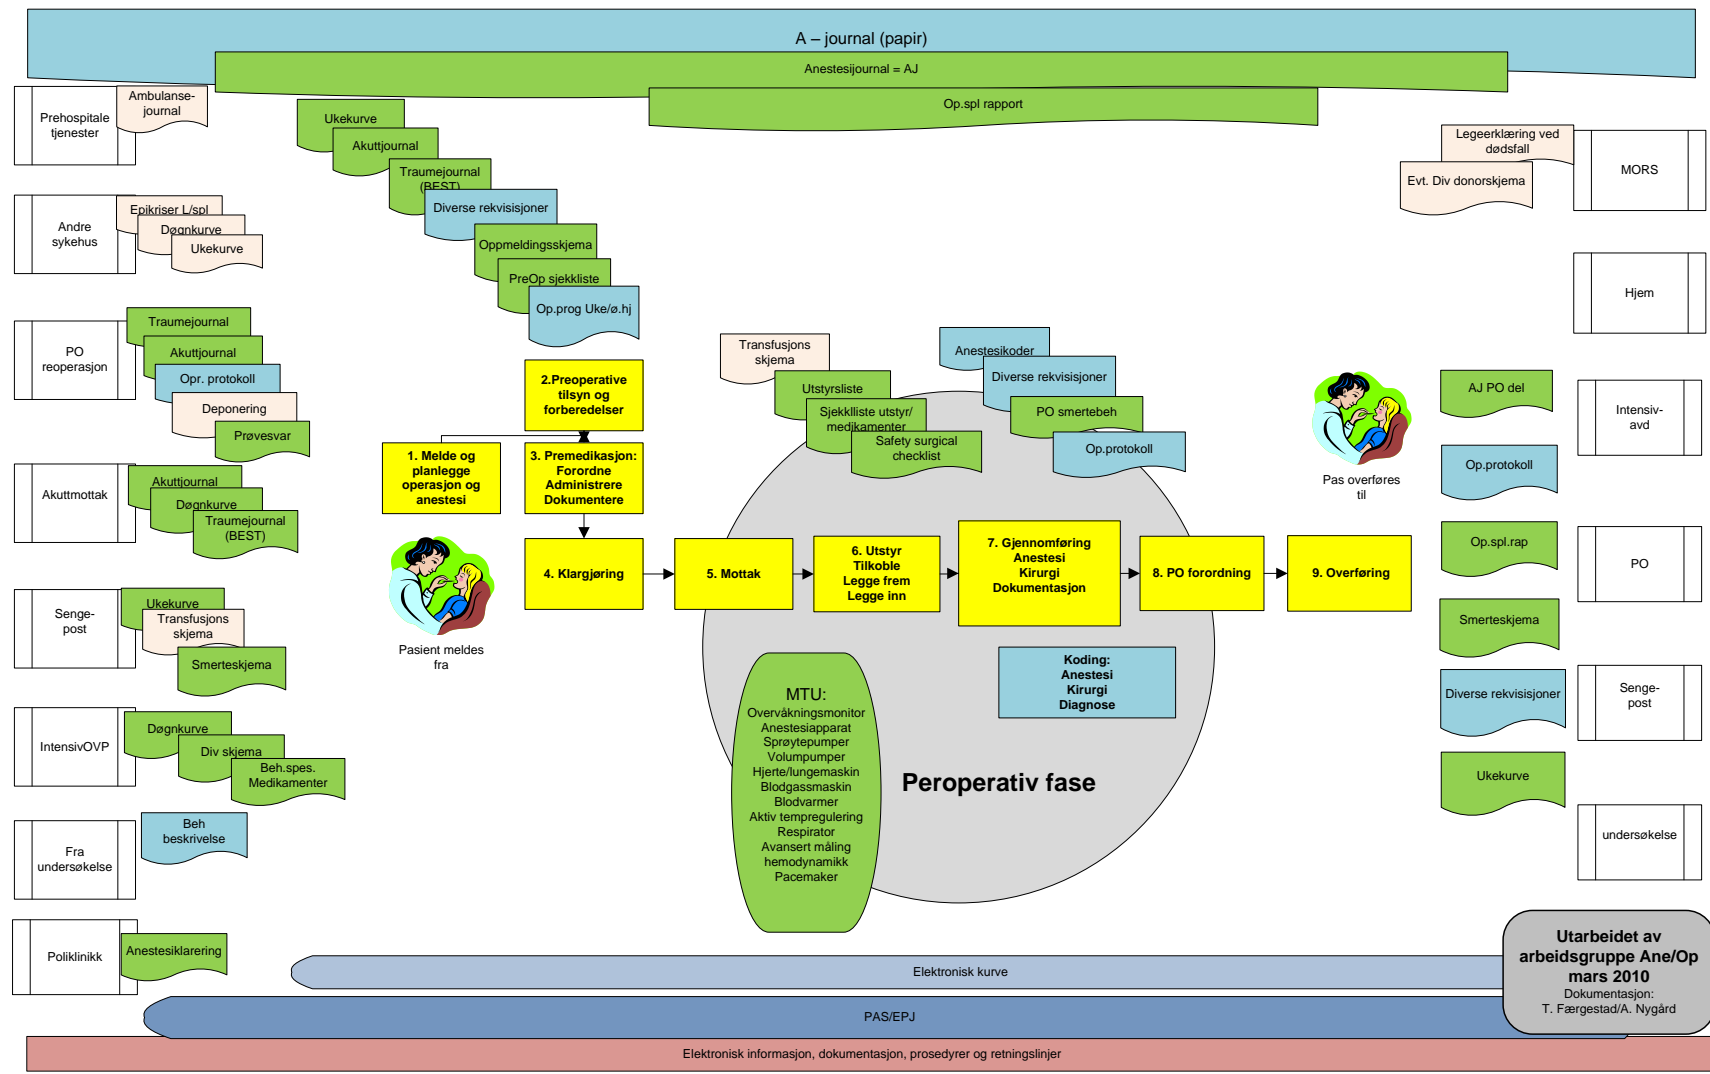 A – journal (papir)
Anestesijournal = AJ
Op.spl rapport
Prehospitale
tjenester
Ambulanse-
journal
Andre
sykehus
Epikriser L/spl
Døgnkurve
Ukekurve
PO
reoperasjon
Traumejournal
Akuttjournal
Opr. protokoll
Deponering
Prøvesvar
Akuttmottak
Akuttjournal
Døgnkurve
Traumejournal
(BEST)
Senge-
post
Ukekurve
Transfusjons
skjema
Smerteskjema
IntensivOVP
Døgnkurve
Div skjema
Beh.spes.
Medikamenter
Fra
undersøkelse
Beh
beskrivelse
Poliklinikk
Anestesiklarering
Ukekurve
Akuttjournal
Traumejournal
(BEST)
Diverse rekvisisjoner
Oppmeldingsskjema
PreOp sjekkliste
Op.prog Uke/ø.hj
1. Melde og
planlegge
operasjon og
anestesi
2.Preoperative
tilsyn og
forberedelser
3. Premedikasjon:
Forordne
Administrere
Dokumentere
Pasient meldes
fra
4. Klargjøring
5. Mottak
6. Utstyr
Tilkoble
Legge frem
Legge inn
7. Gjennomføring
Anestesi
Kirurgi
Dokumentasjon
8. PO forordning
9. Overføring
Transfusjons
skjema
Utstyrsliste
Sjekklliste utstyr/
medikamenter
Safety surgical
checklist
Anestesikoder
Diverse rekvisisjoner
PO smertebeh
Op.protokoll
Koding:
Anestesi
Kirurgi
Diagnose
MTU:
Overvåkningsmonitor
Anestesiapparat
Sprøytepumper
Volumpumper
Hjerte/lungemaskin
Blodgassmaskin
Blodvarmer
Aktiv tempregulering
Respirator
Avansert måling
hemodynamikk
Pacemaker
Peroperativ fase
Pas overføres
til
Legeerklæring ved
dødsfall
Evt. Div donorskjema
MORS
Hjem
AJ PO del
Intensiv-
avd
Op.protokoll
Op.spl.rap
PO
Smerteskjema
Diverse rekvisisjoner
Senge-
post
Ukekurve
undersøkelse
Utarbeidet av
arbeidsgruppe Ane/Op
mars 2010
Dokumentasjon:
T. Færgestad/A. Nygård
Elektronisk kurve
PAS/EPJ
Elektronisk informasjon, dokumentasjon, prosedyrer og retningslinjer